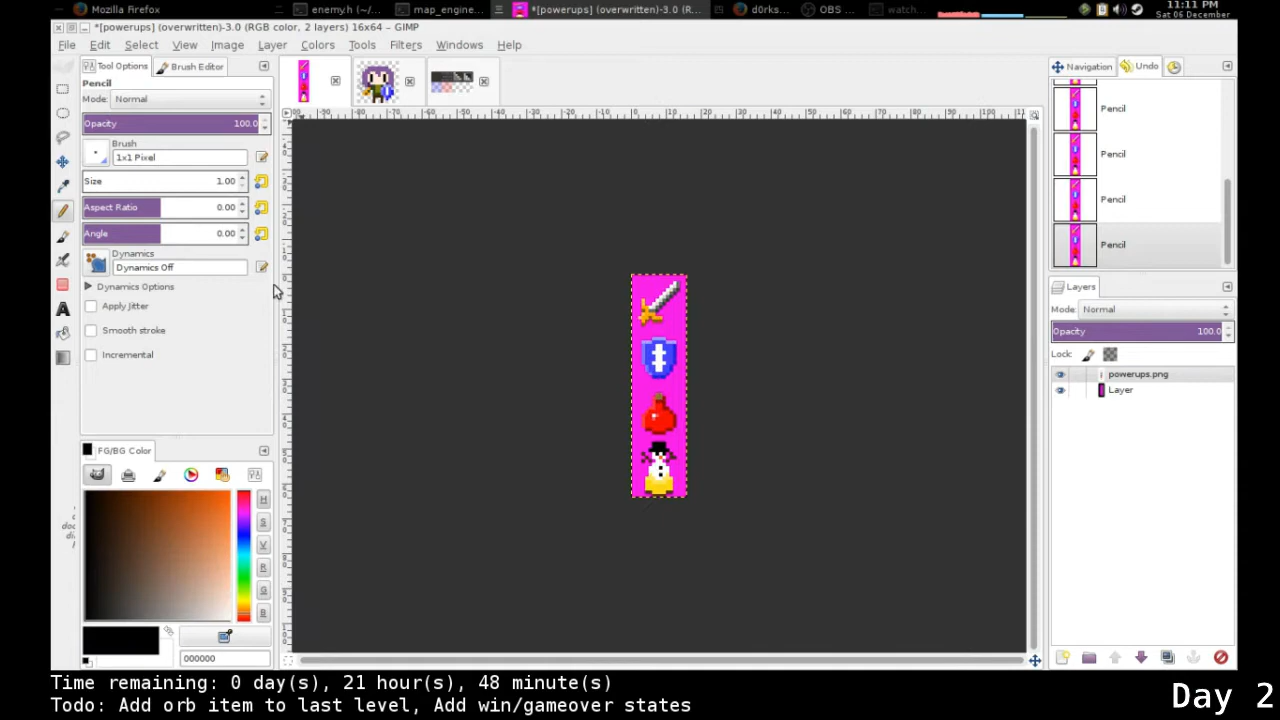 Mozilla Firefox
enemy.h (~/...
map_engine...
*[powerups] (overwritten)-3.0 (R...
d0rks...
OBS ...
watch...
11:11 PM
Sat 06 December
*[powerups] (overwritten)-3.0 (RGB color, 2 layers) 16x64 – GIMP
File Edit Select View Image Layer Colors Tools Filters Windows Help
Tool Options
Brush Editor
Pencil
Mode: Normal
Opacity 100.0
Brush
1x1 Pixel
Size 1.00
Aspect Ratio 0.00
Angle 0.00
Dynamics
Dynamics Off
Dynamics Options
Apply Jitter
Smooth stroke
Incremental
FG/BG Color
H
S
V
R
G
B
000000
Navigation
Undo
Pencil
Pencil
Pencil
Pencil
Layers
Mode: Normal
Opacity 100.0
Lock:
powerups.png
Layer
Time remaining: 0 day(s), 21 hour(s), 48 minute(s)
Todo: Add orb item to last level, Add win/gameover states
Day 2